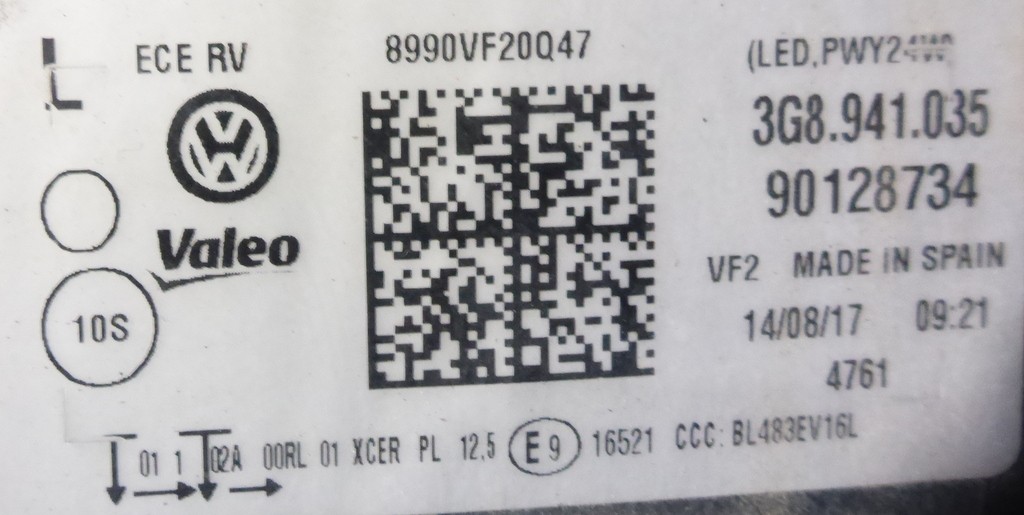 L ECE RV 8990VF20Q47 (LED,PWY24W)
3G8.941.035
90128734
Valeo
VF2 MADE IN SPAIN
10S 14/08/17 09:21
4761
01 1 02A 00RL 01 XCER PL 12,5 E9 16521 CCC: BL483EV16L